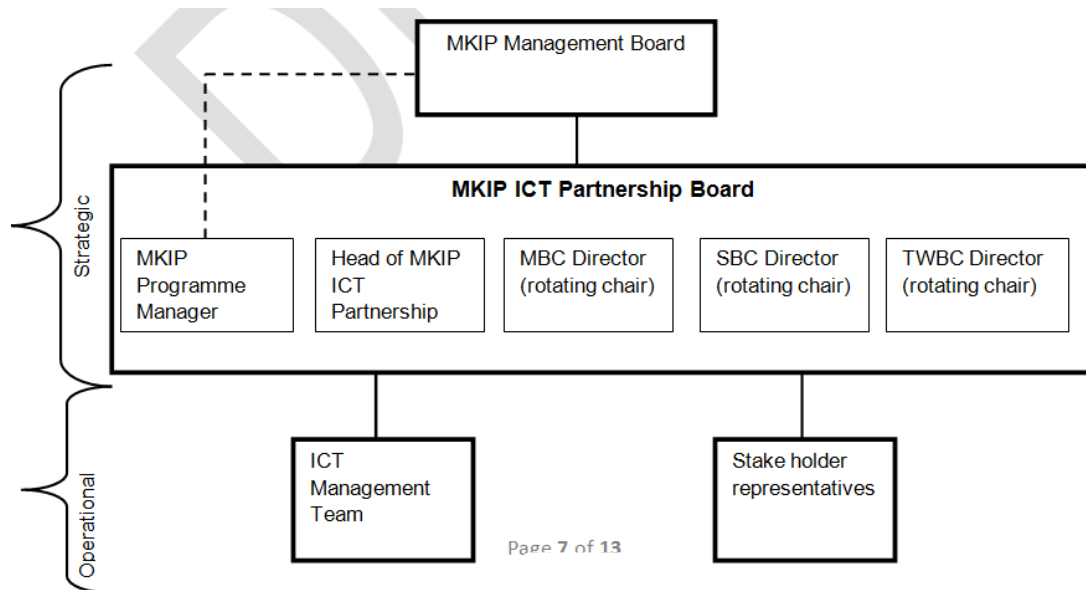 MKIP Management Board
MKIP ICT Partnership Board
Strategic
MKIP
Programme
Manager
Head of MKIP
ICT
Partnership
MBC Director
(rotating chair)
SBC Director
(rotating chair)
TWBC Director
(rotating chair)
Operational
ICT
Management
Team
Stake holder
representatives
Page 7 of 13